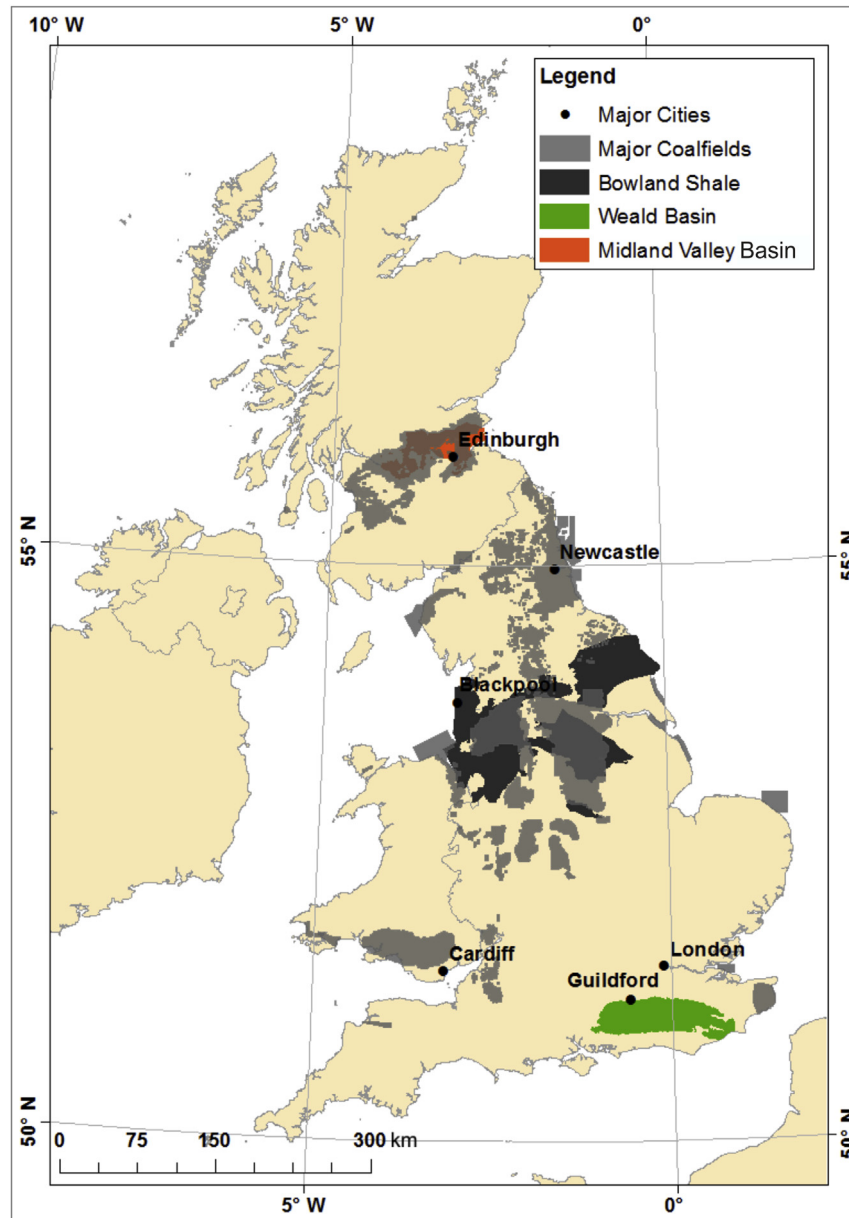 10° W
5° W
0°
Legend
Major Cities
Major Coalfields
Bowland Shale
Weald Basin
Midland Valley Basin
Edinburgh
55° N
55° N
Newcastle
Blackpool
Cardiff
London
Guildford
50° N
50° N
0 75 150 300 km
5° W
0°